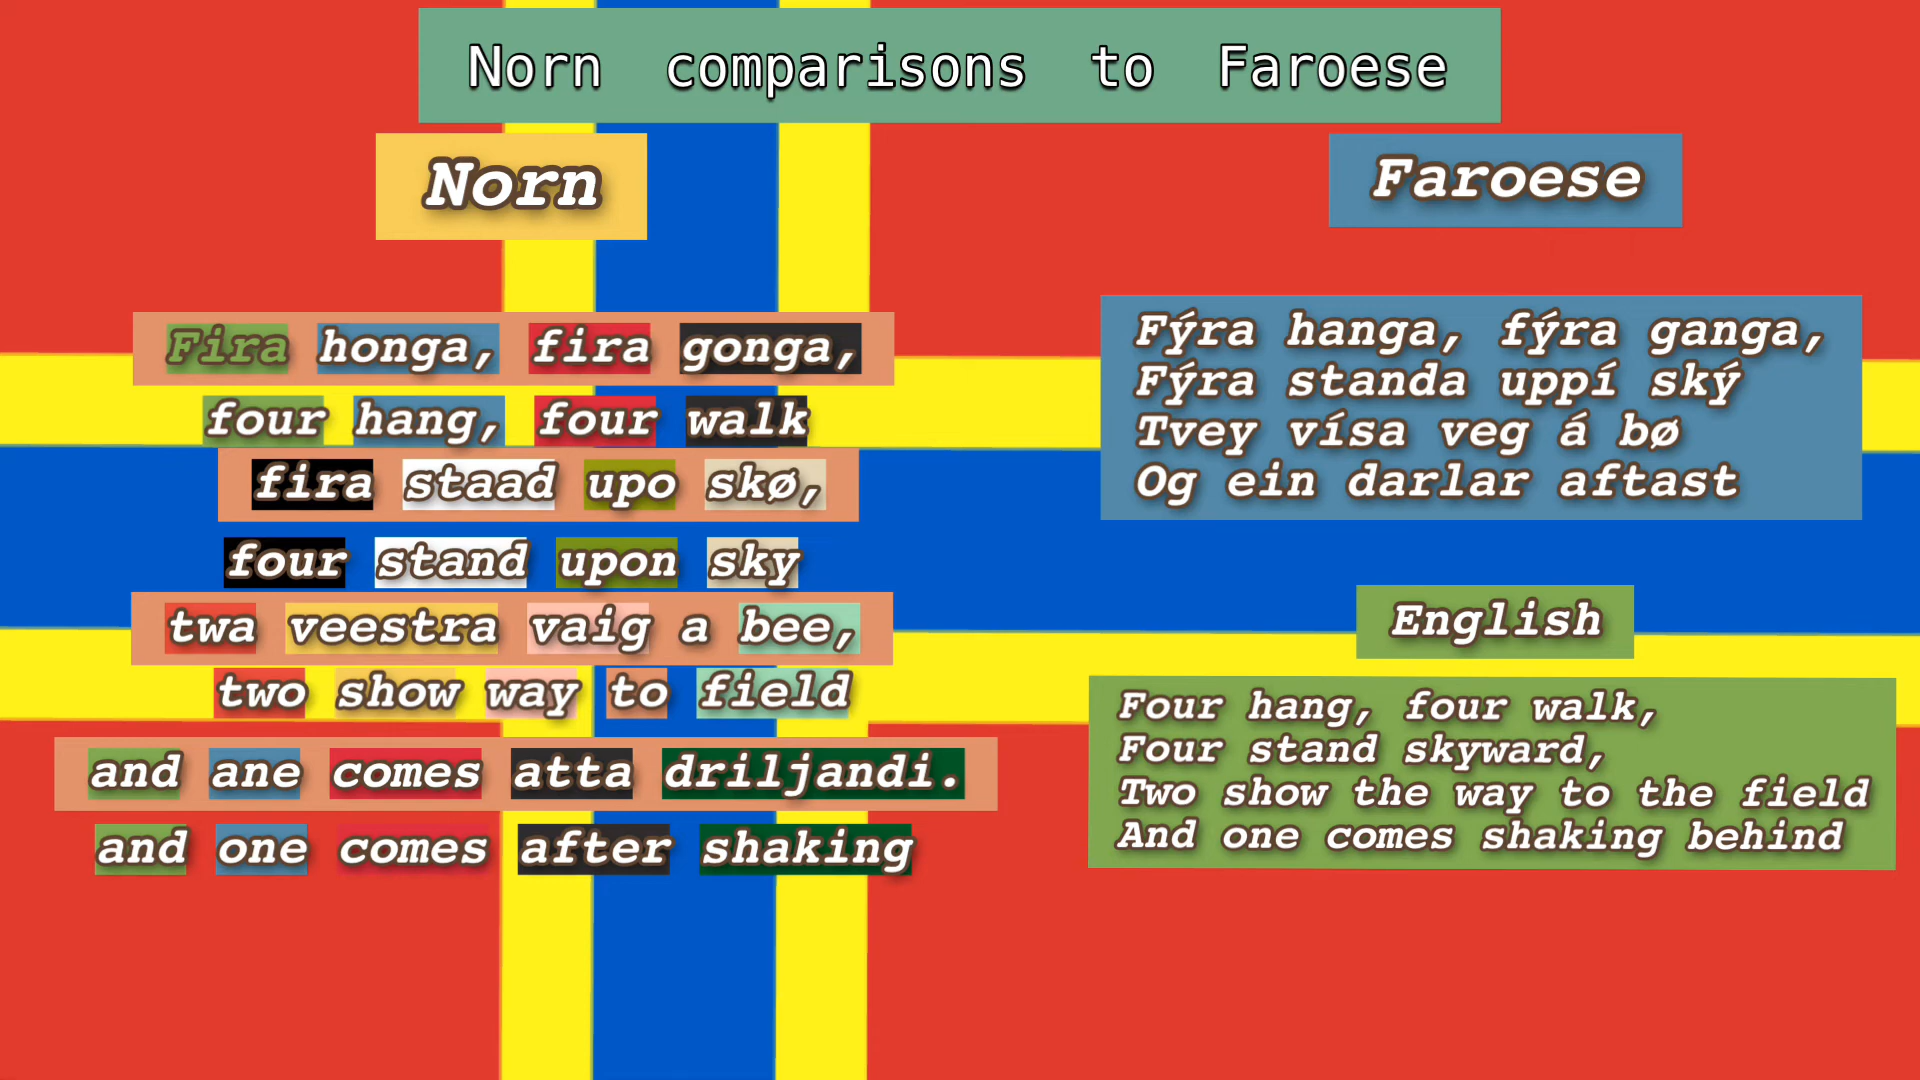 Norn comparisons to Faroese
Norn
Fira honga, fira gonga,
four hang, four walk
fira staad upo skø,
four stand upon sky
twa veestra vaig a bee,
two show way to field
and ane comes atta driljandi.
and one comes after shaking
Faroese
Fýra hanga, fýra ganga,
Fýra standa uppí ský
Tvey vísa veg á bø
Og ein darlar aftast
English
Four hang, four walk,
Four stand skyward,
Two show the way to the field
And one comes shaking behind